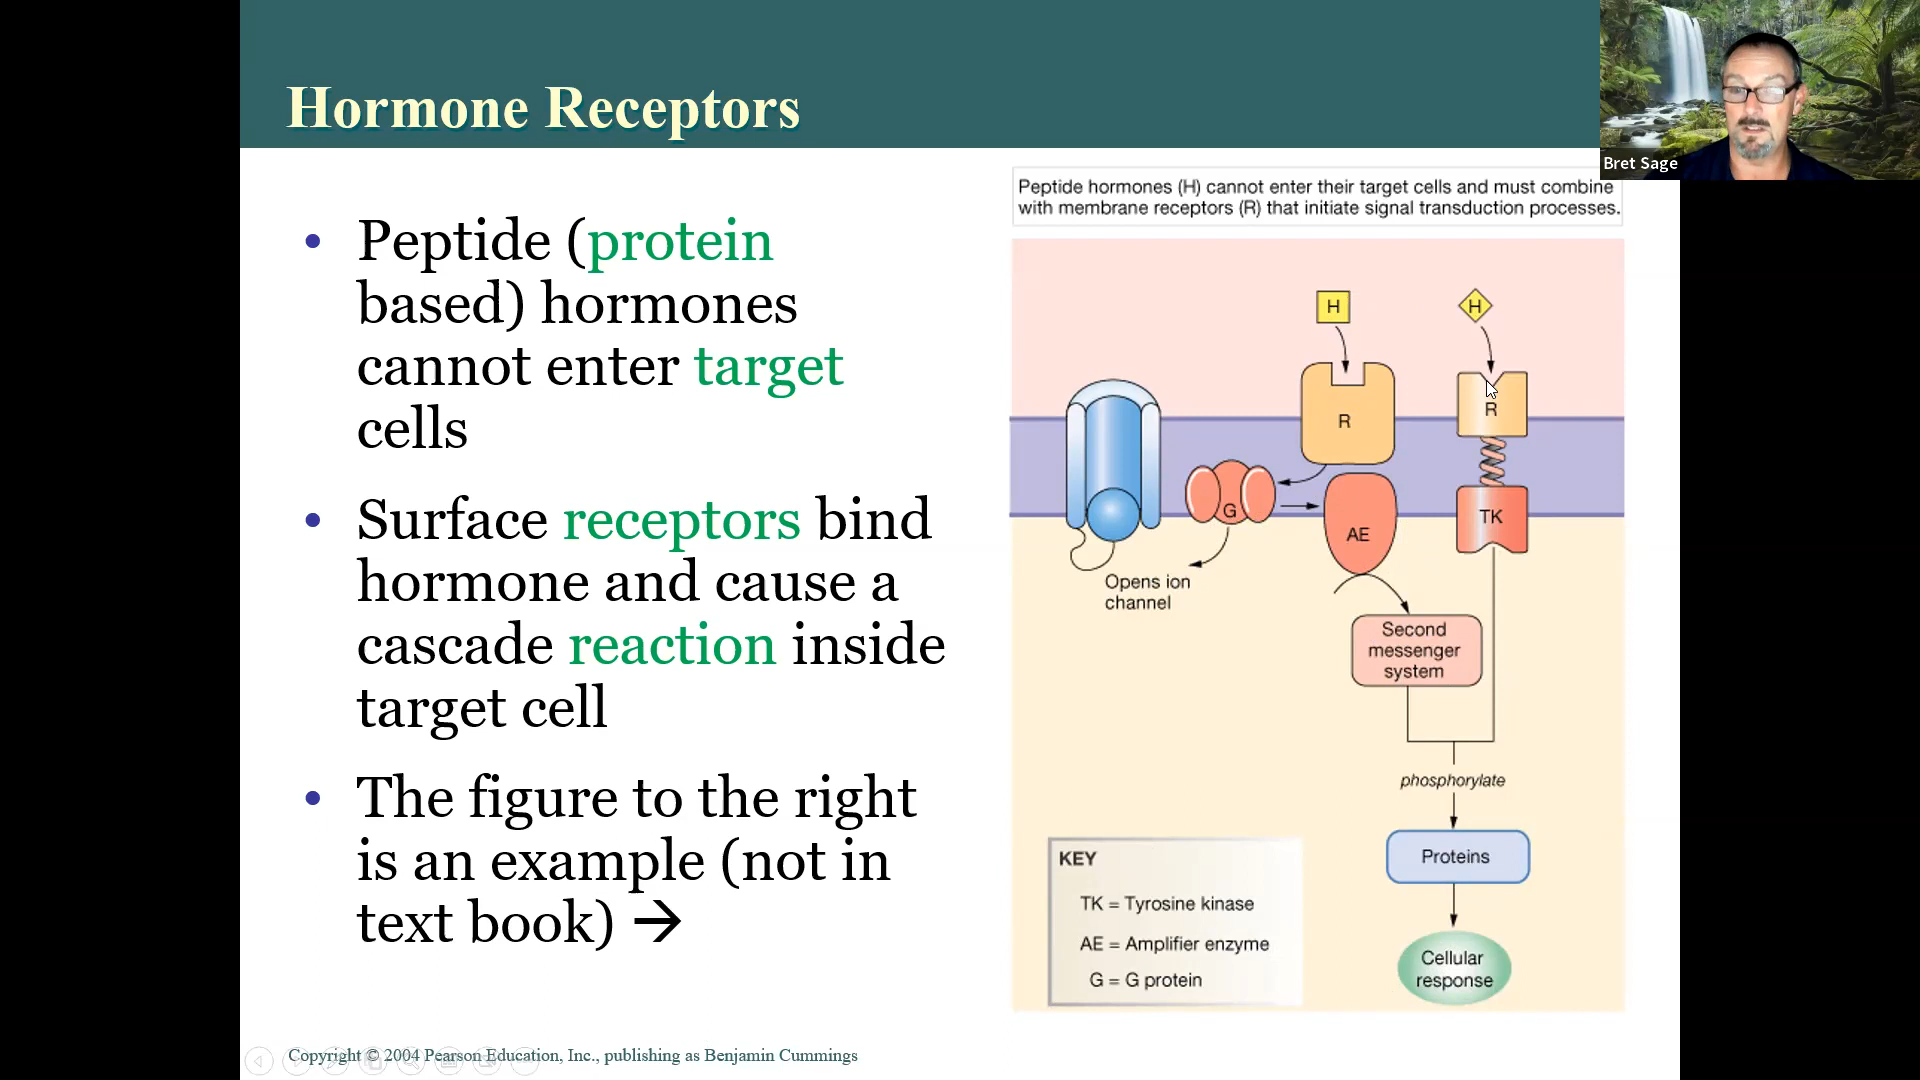 Hormone Receptors
Bret Sage
• Peptide (protein
based) hormones
cannot enter target
cells
• Surface receptors bind
hormone and cause a
cascade reaction inside
target cell
• The figure to the right
is an example (not in
text book) →
Peptide hormones (H) cannot enter their target cells and must combine
with membrane receptors (R) that initiate signal transduction processes.
H
H
R
R
G
AE
TK
Opens ion
channel
Second
messenger
system
phosphorylate
Proteins
Cellular
response
KEY
TK = Tyrosine kinase
AE = Amplifier enzyme
G = G protein
Copyright © 2004 Pearson Education, Inc., publishing as Benjamin Cummings